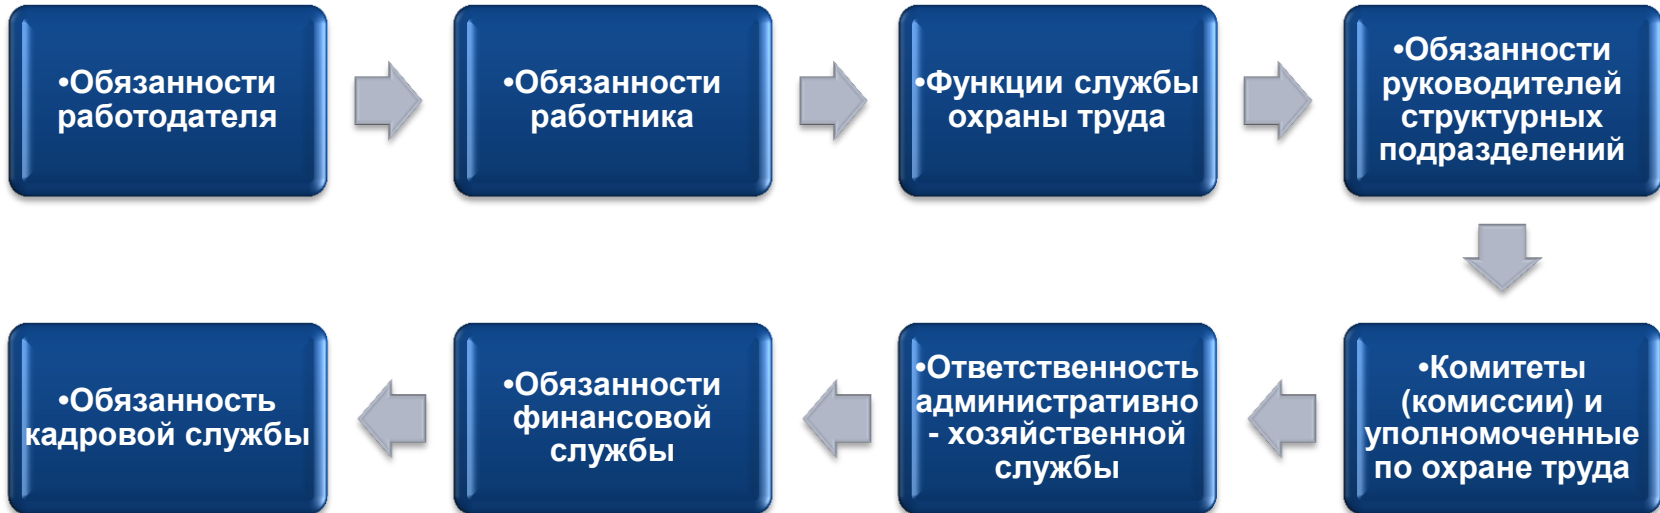 •Обязанности
работодателя
•Обязанности
работника
•Функции службы
охраны труда
•Обязанности
руководителей
структурных
подразделений
•Комитеты
(комиссии) и
уполномоченные
по охране труда
•Ответственность
административно
- хозяйственной
службы
•Обязанности
финансовой
службы
•Обязанность
кадровой службы